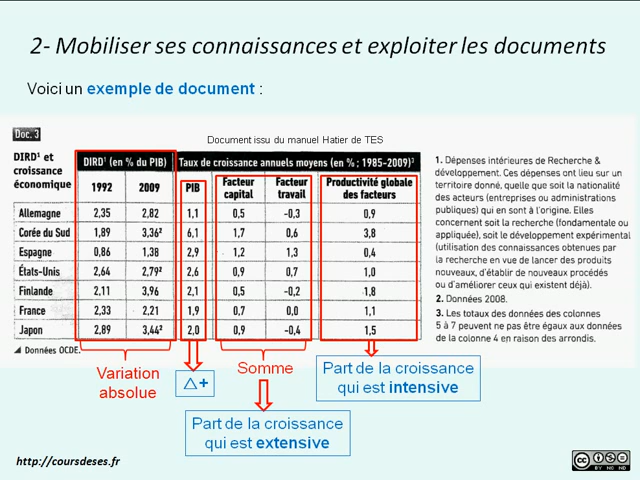 2- Mobiliser ses connaissances et exploiter les documents
Voici un exemple de document :
Doc. 3
Document issu du manuel Hatier de TES
DIRD¹ et croissance économique
DIRD¹ (en % du PIB) Taux de croissance annuels moyens (en % ; 1985-2009)³
1992 2009 PIB Facteur capital Facteur travail Productivité globale des facteurs
Allemagne 2,35 2,82 1,1 0,5 -0,3 0,9
Corée du Sud 1,89 3,36² 6,1 1,7 0,6 3,8
Espagne 0,86 1,38 2,9 1,2 1,3 0,4
États-Unis 2,64 2,79² 2,6 0,9 0,7 1,0
Finlande 2,11 3,96 2,1 0,5 -0,2 1,8
France 2,33 2,21 1,9 0,7 0,0 1,1
Japon 2,89 3,44² 2,0 0,9 -0,4 1,5
Données OCDE.
1. Dépenses intérieures de Recherche &
développement. Ces dépenses ont lieu sur un
territoire donné, quelle que soit la nationalité
des acteurs (entreprises ou administrations
publiques) qui en sont à l'origine. Elles
concernent soit la recherche (fondamentale ou
appliquée), soit le développement expérimental
(utilisation des connaissances obtenues par
la recherche en vue de lancer des produits
nouveaux, d'établir de nouveaux procédés
ou d'améliorer ceux qui existent déjà).
2. Données 2008.
3. Les totaux des données des colonnes
5 à 7 peuvent ne pas être égaux aux données
de la colonne 4 en raison des arrondis.
Variation
absolue
△+
Somme
Part de la croissance
qui est intensive
Part de la croissance
qui est extensive
http://coursdeses.fr
cc
BY NC ND